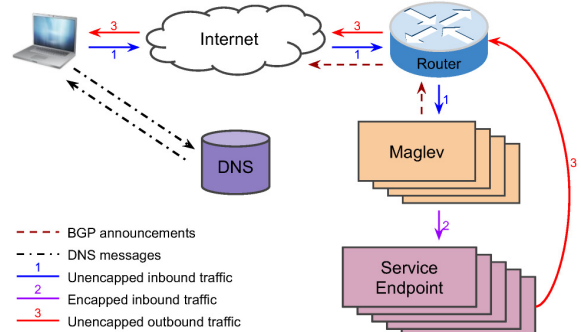 3
3
Internet
1
1
Router
1
3
Maglev
DNS
2
BGP announcements
DNS messages
Service
Endpoint
1
Unencapped inbound traffic
2
Encapped inbound traffic
3
Unencapped outbound traffic